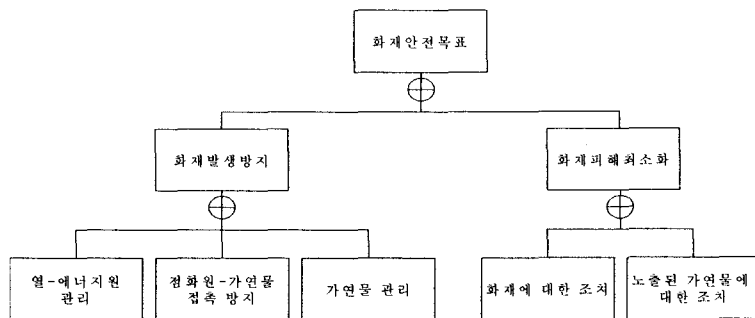 화재안전목표
화재발생방지
화재피해최소화
열-에너지원
관리
점화원-가연물
접촉 방지
가연물 관리
화재에 대한 조치
노출된 가연물에
대한 조치